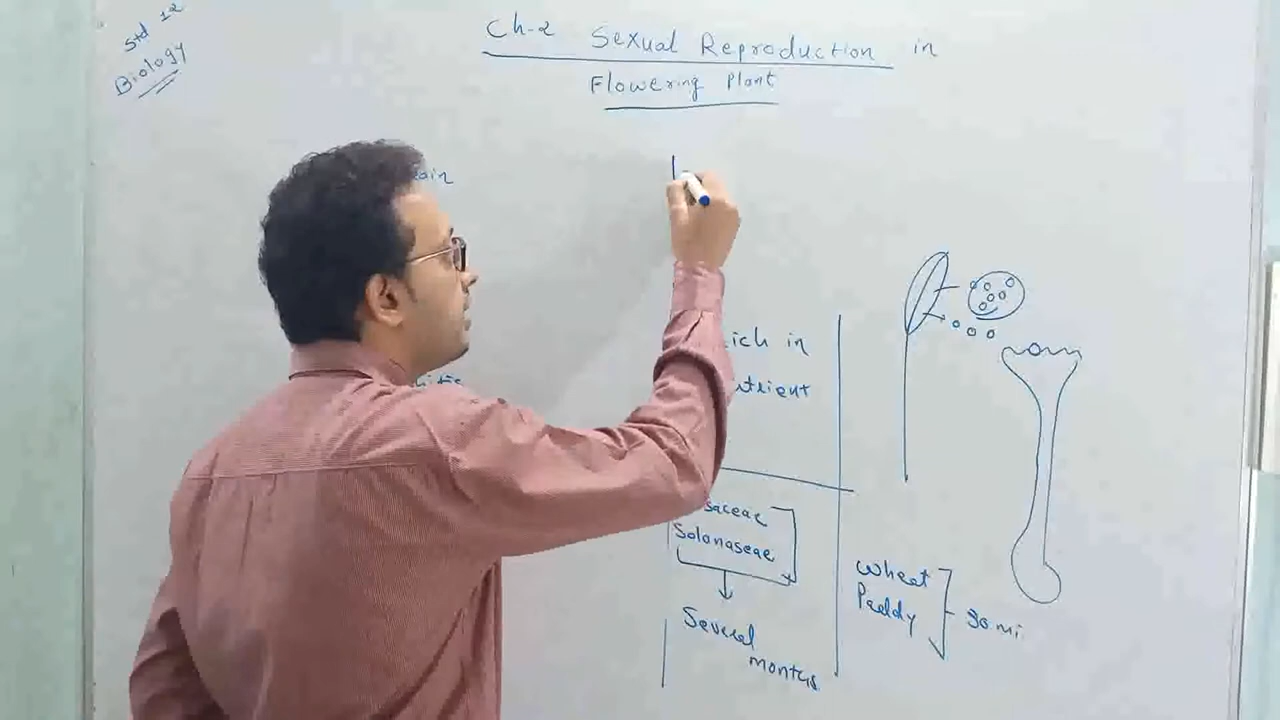 Std 12
Biology
Ch-2 Sexual Reproduction in
Flowering Plant
ain
ich in
utrient
saceae
Solanaseae
Several
months
Wheat
Paddy
30 mi